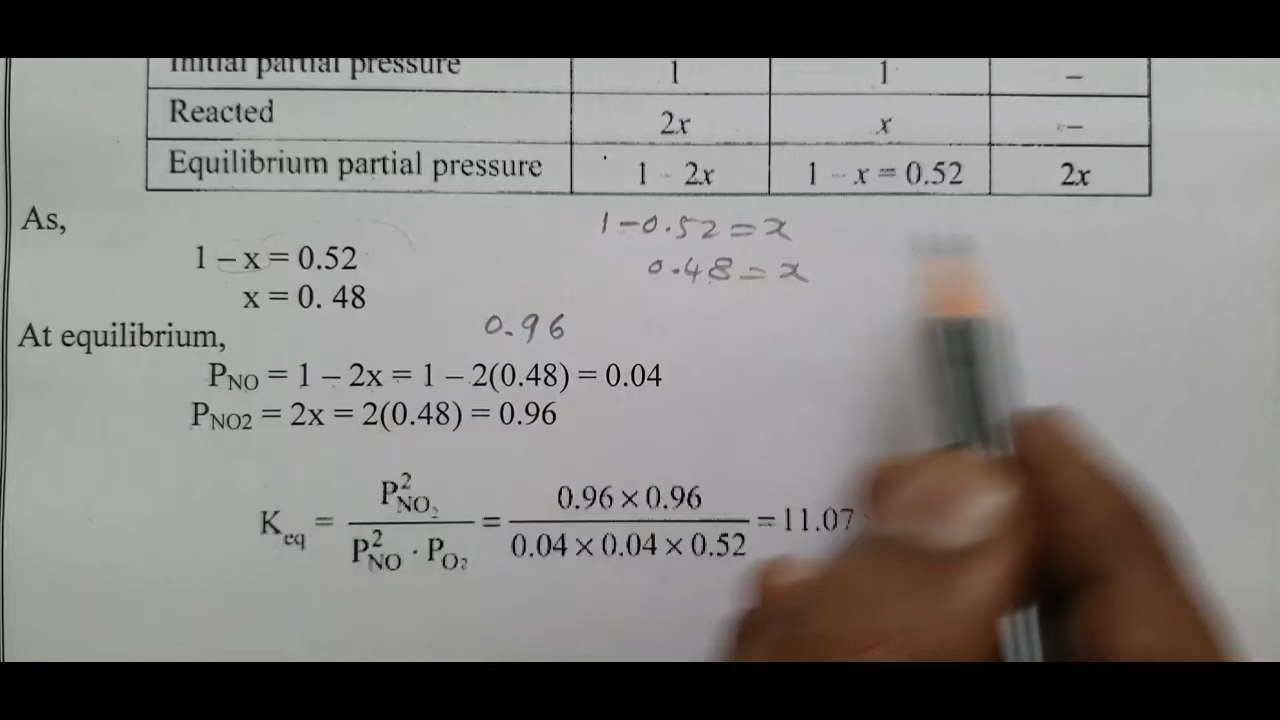 Initial partial pressure 1 1 –
Reacted 2x x –
Equilibrium partial pressure 1 – 2x 1 – x = 0.52 2x
As,
1 – 0.52 = x
1 – x = 0.52
0.48 = x
x = 0. 48
0.96
At equilibrium,
P_NO = 1 – 2x = 1 – 2(0.48) = 0.04
P_NO2 = 2x = 2(0.48) = 0.96
K_eq = P²_NO₂ / P²_NO · P_O₂ = 0.96 × 0.96 / 0.04 × 0.04 × 0.52 = 11.07